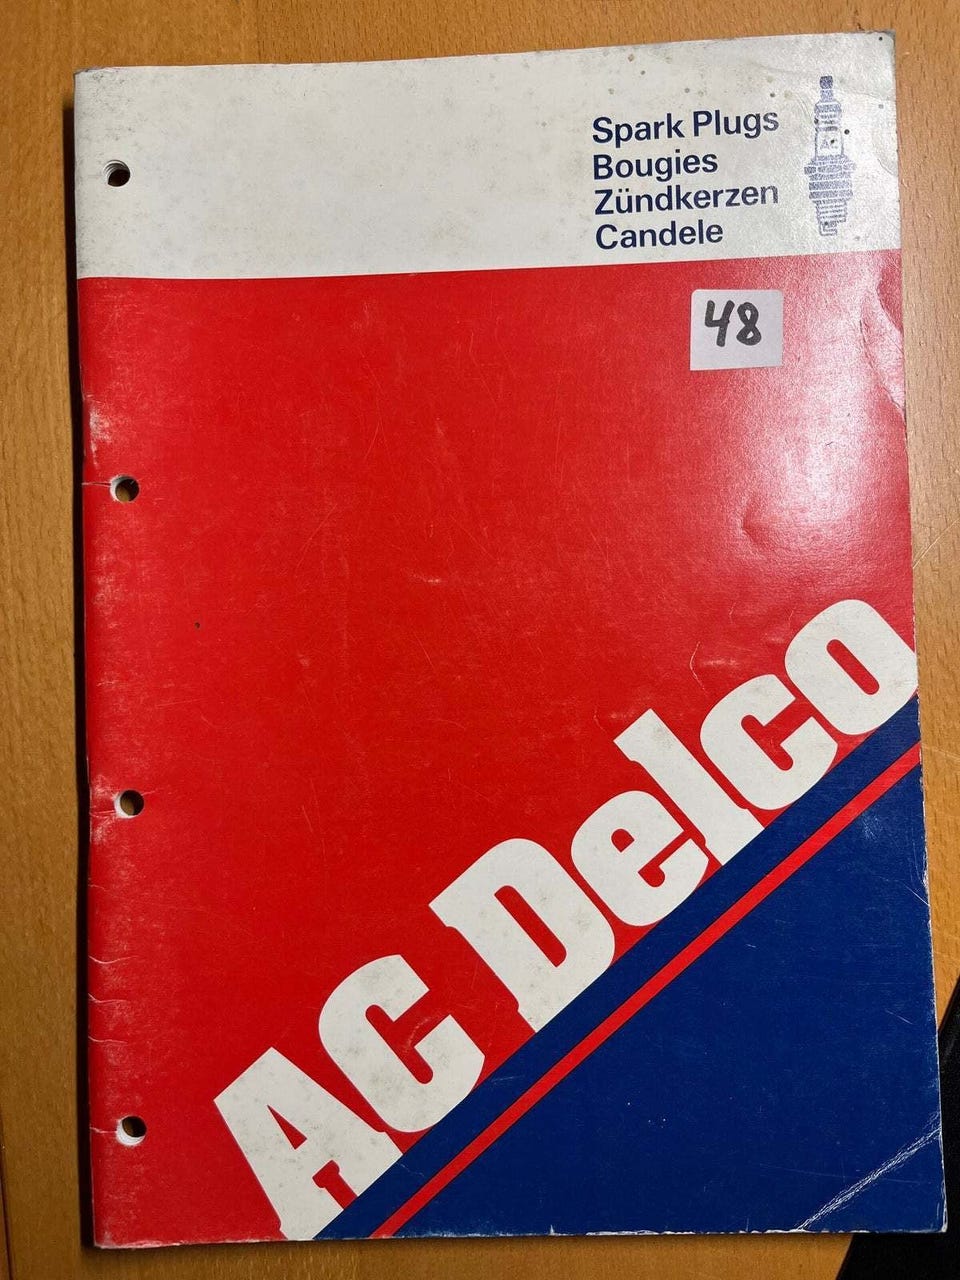 Spark Plugs
Bougies
Zündkerzen
Candele
48
AC Delco